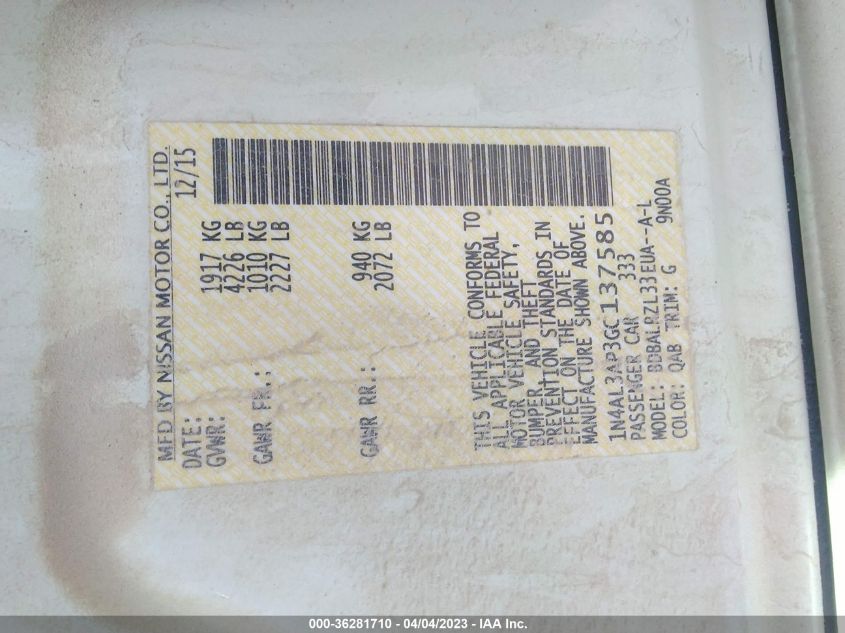 MFD BY NISSAN MOTOR CO., LTD.
DATE: 12/15
GVWR: 1917 KG
4226 LB
GAWR FR.: 1010 KG
2227 LB
GAWR RR.: 940 KG
2072 LB
THIS VEHICLE CONFORMS TO
ALL APPLICABLE FEDERAL
MOTOR VEHICLE SAFETY,
BUMPER, AND THEFT
PREVENTION STANDARDS IN
EFFECT ON THE DATE OF
MANUFACTURE SHOWN ABOVE.
1N4AL3AP3GC137585
PASSENGER CAR 333
MODEL: BDBALRZL33EUA--A-L
COLOR: QAB TRIM: G 9N00A
000-36281710 - 04/04/2023 - IAA Inc.